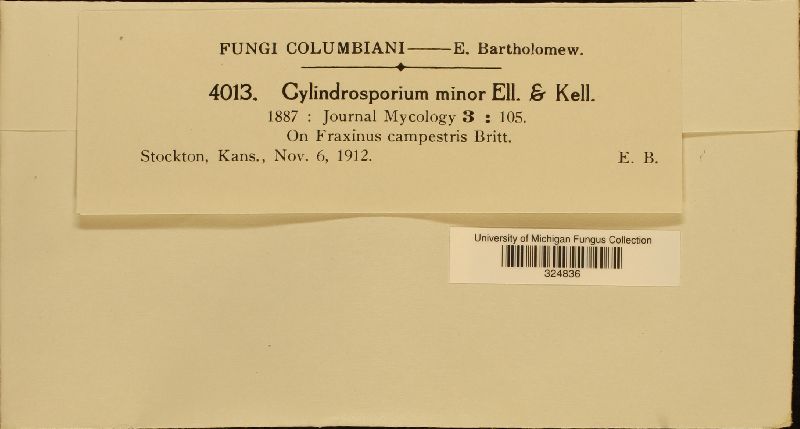 FUNGI COLUMBIANI——E. Bartholomew.
4013. Cylindrosporium minor Ell. & Kell.
1887 : Journal Mycology 3 : 105.
On Fraxinus campestris Britt.
Stockton, Kans., Nov. 6, 1912. E. B.
University of Michigan Fungus Collection
324836